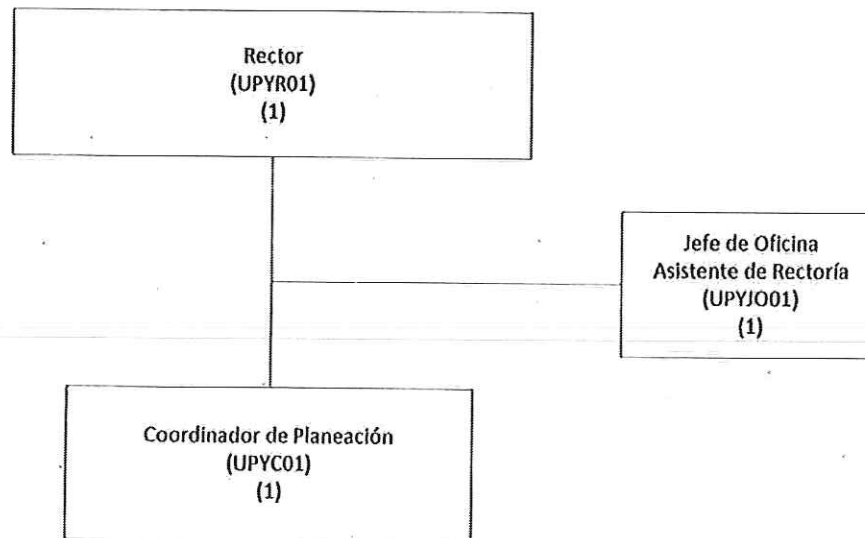 Rector
(UPYR01)
(1)
Jefe de Oficina
Asistente de Rectoría
(UPYJO01)
(1)
Coordinador de Planeación
(UPYC01)
(1)